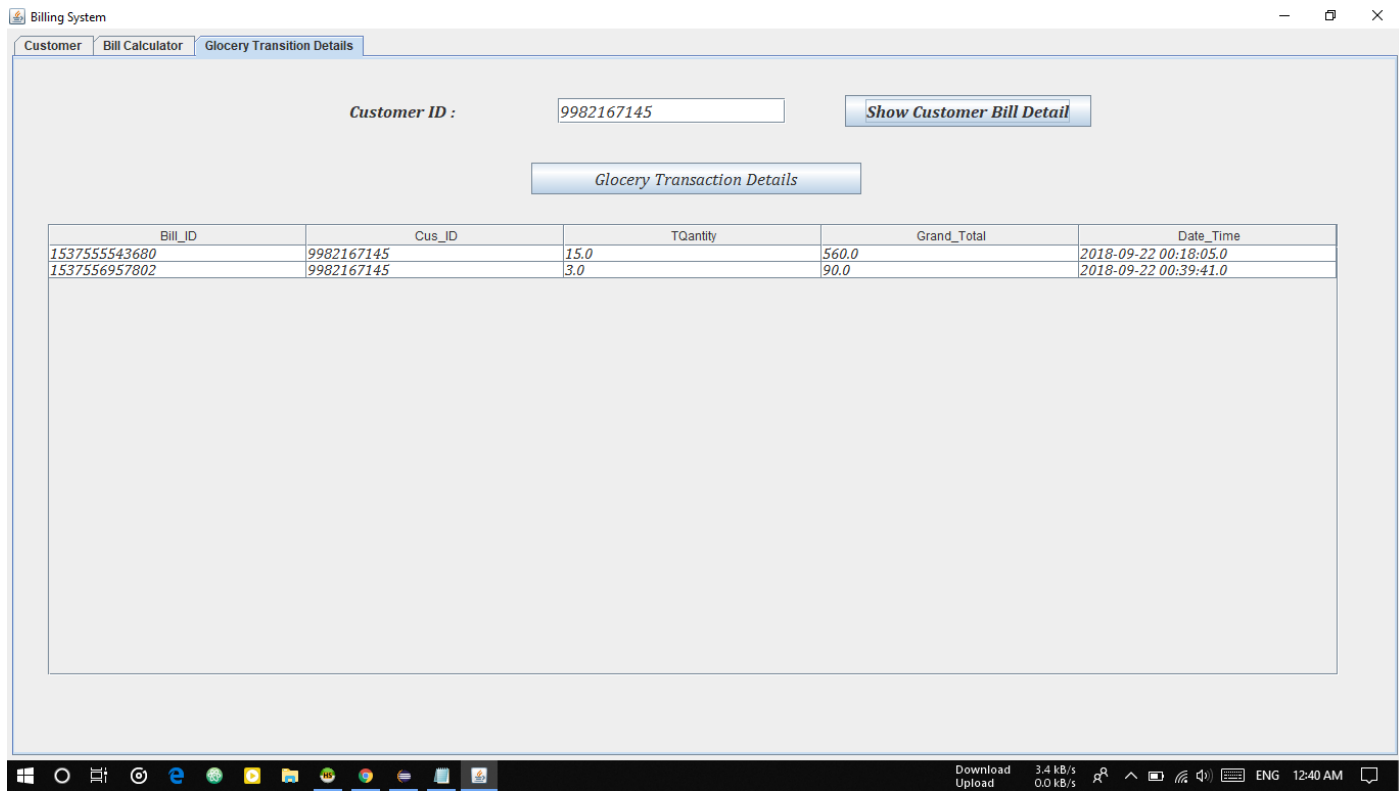 Billing System
Customer Bill Calculator Glocery Transition Details
Customer ID : 9982167145 Show Customer Bill Detail
Glocery Transaction Details
Bill_ID Cus_ID TQantity Grand_Total Date_Time
1537555543680 9982167145 15.0 560.0 2018-09-22 00:18:05.0
1537556957802 9982167145 3.0 90.0 2018-09-22 00:39:41.0
Download 3.4 kB/s
Upload 0.0 kB/s
ENG 12:40 AM